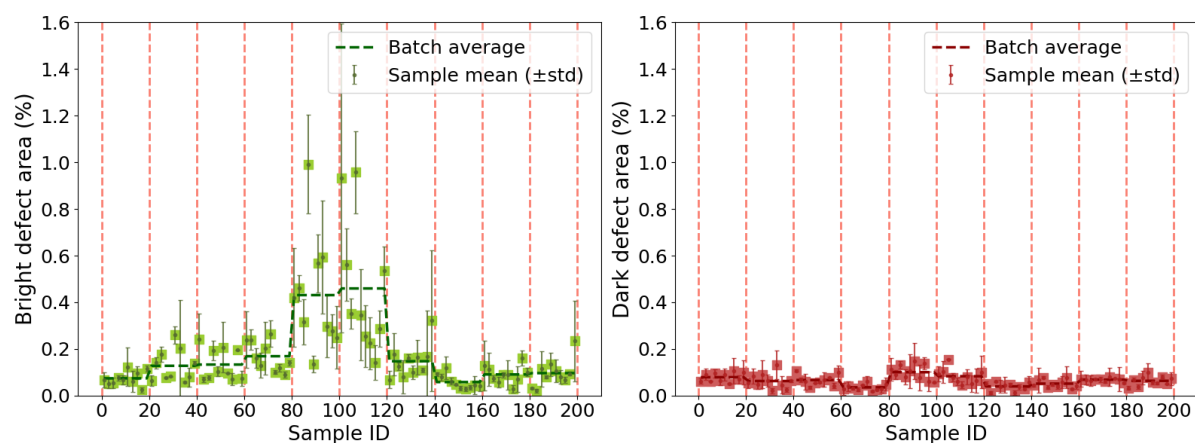 1.6
1.4
1.2
1.0
0.8
0.6
0.4
0.2
0.0
Bright defect area (%)
Batch average
Sample mean (±std)
0 20 40 60 80 100 120 140 160 180 200
Sample ID
1.6
1.4
1.2
1.0
0.8
0.6
0.4
0.2
0.0
Dark defect area (%)
Batch average
Sample mean (±std)
0 20 40 60 80 100 120 140 160 180 200
Sample ID